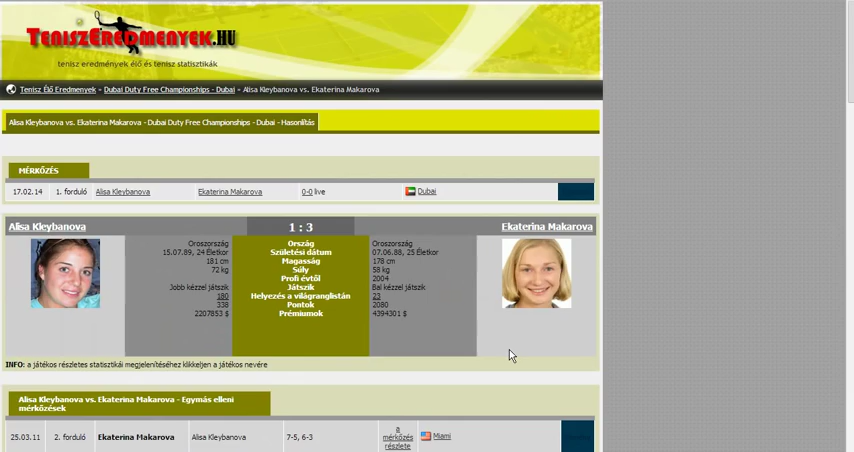 TENISZEREDMENYEK.HU
tenisz eredmények élő és tenisz statisztikák
Tenisz Élő Eredmenyek » Dubai Duty Free Championships - Dubai » Alisa Kleybanova vs. Ekaterina Makarova
Alisa Kleybanova vs. Ekaterina Makarova - Dubai Duty Free Championships - Dubai - Hasonlítás
MÉRKŐZÉS
17.02.14 1. forduló Alisa Kleybanova Ekaterina Makarova 0-0 live Dubai
Alisa Kleybanova 1 : 3 Ekaterina Makarova
Oroszország Ország Oroszország
15.07.89, 24 Életkor Születési dátum 07.06.88, 25 Életkor
181 cm Magasság 178 cm
72 kg Súly 58 kg
Profi évtől 2004
Jobb kézzel játszik Játszik Bal kézzel játszik
180 Helyezés a világranglistán 23
338 Pontok 2080
2207853 $ Prémiumok 4394301 $
INFO: a játékos részletes statisztikái megjelenítéséhez klikkeljen a játékos nevére
Alisa Kleybanova vs. Ekaterina Makarova - Egymás elleni
mérkőzések
25.03.11 2. forduló Ekaterina Makarova Alisa Kleybanova 7-5, 6-3 a mérkőzés részlete Miami